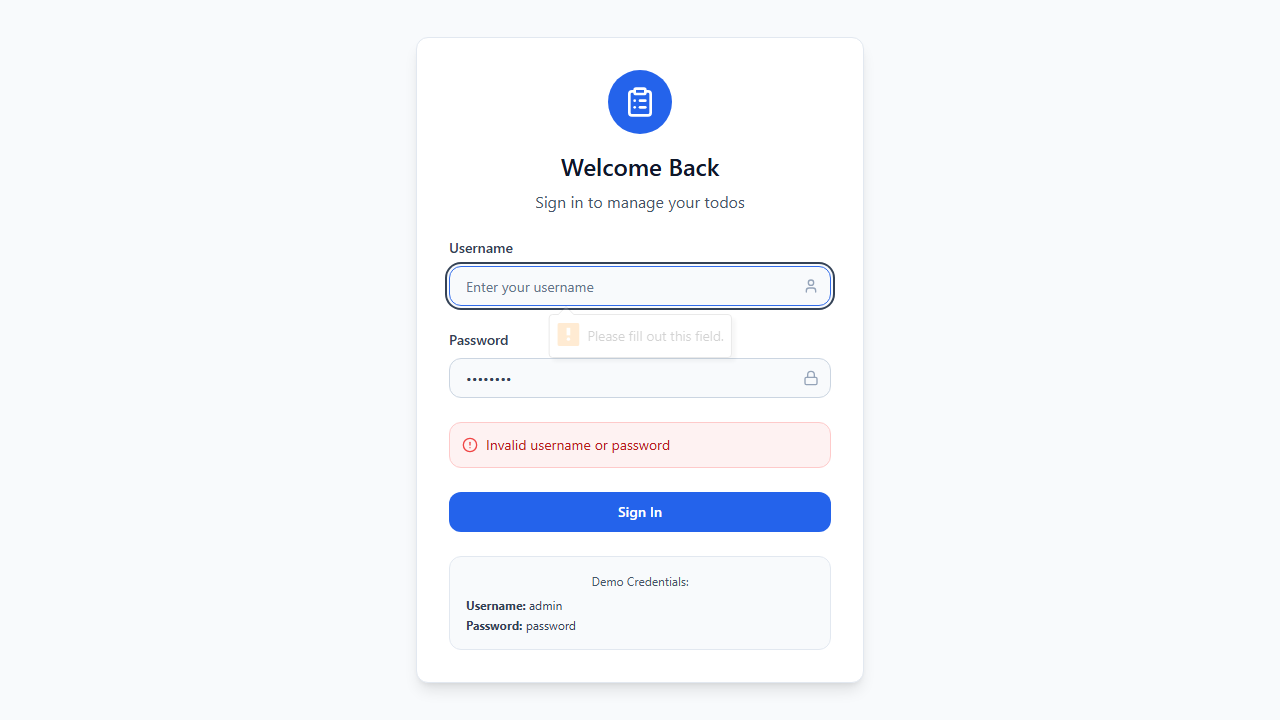 Welcome Back
Sign in to manage your todos
Username
Enter your username
Please fill out this field.
Password
••••••••
Invalid username or password
Sign In
Demo Credentials:
Username: admin
Password: password